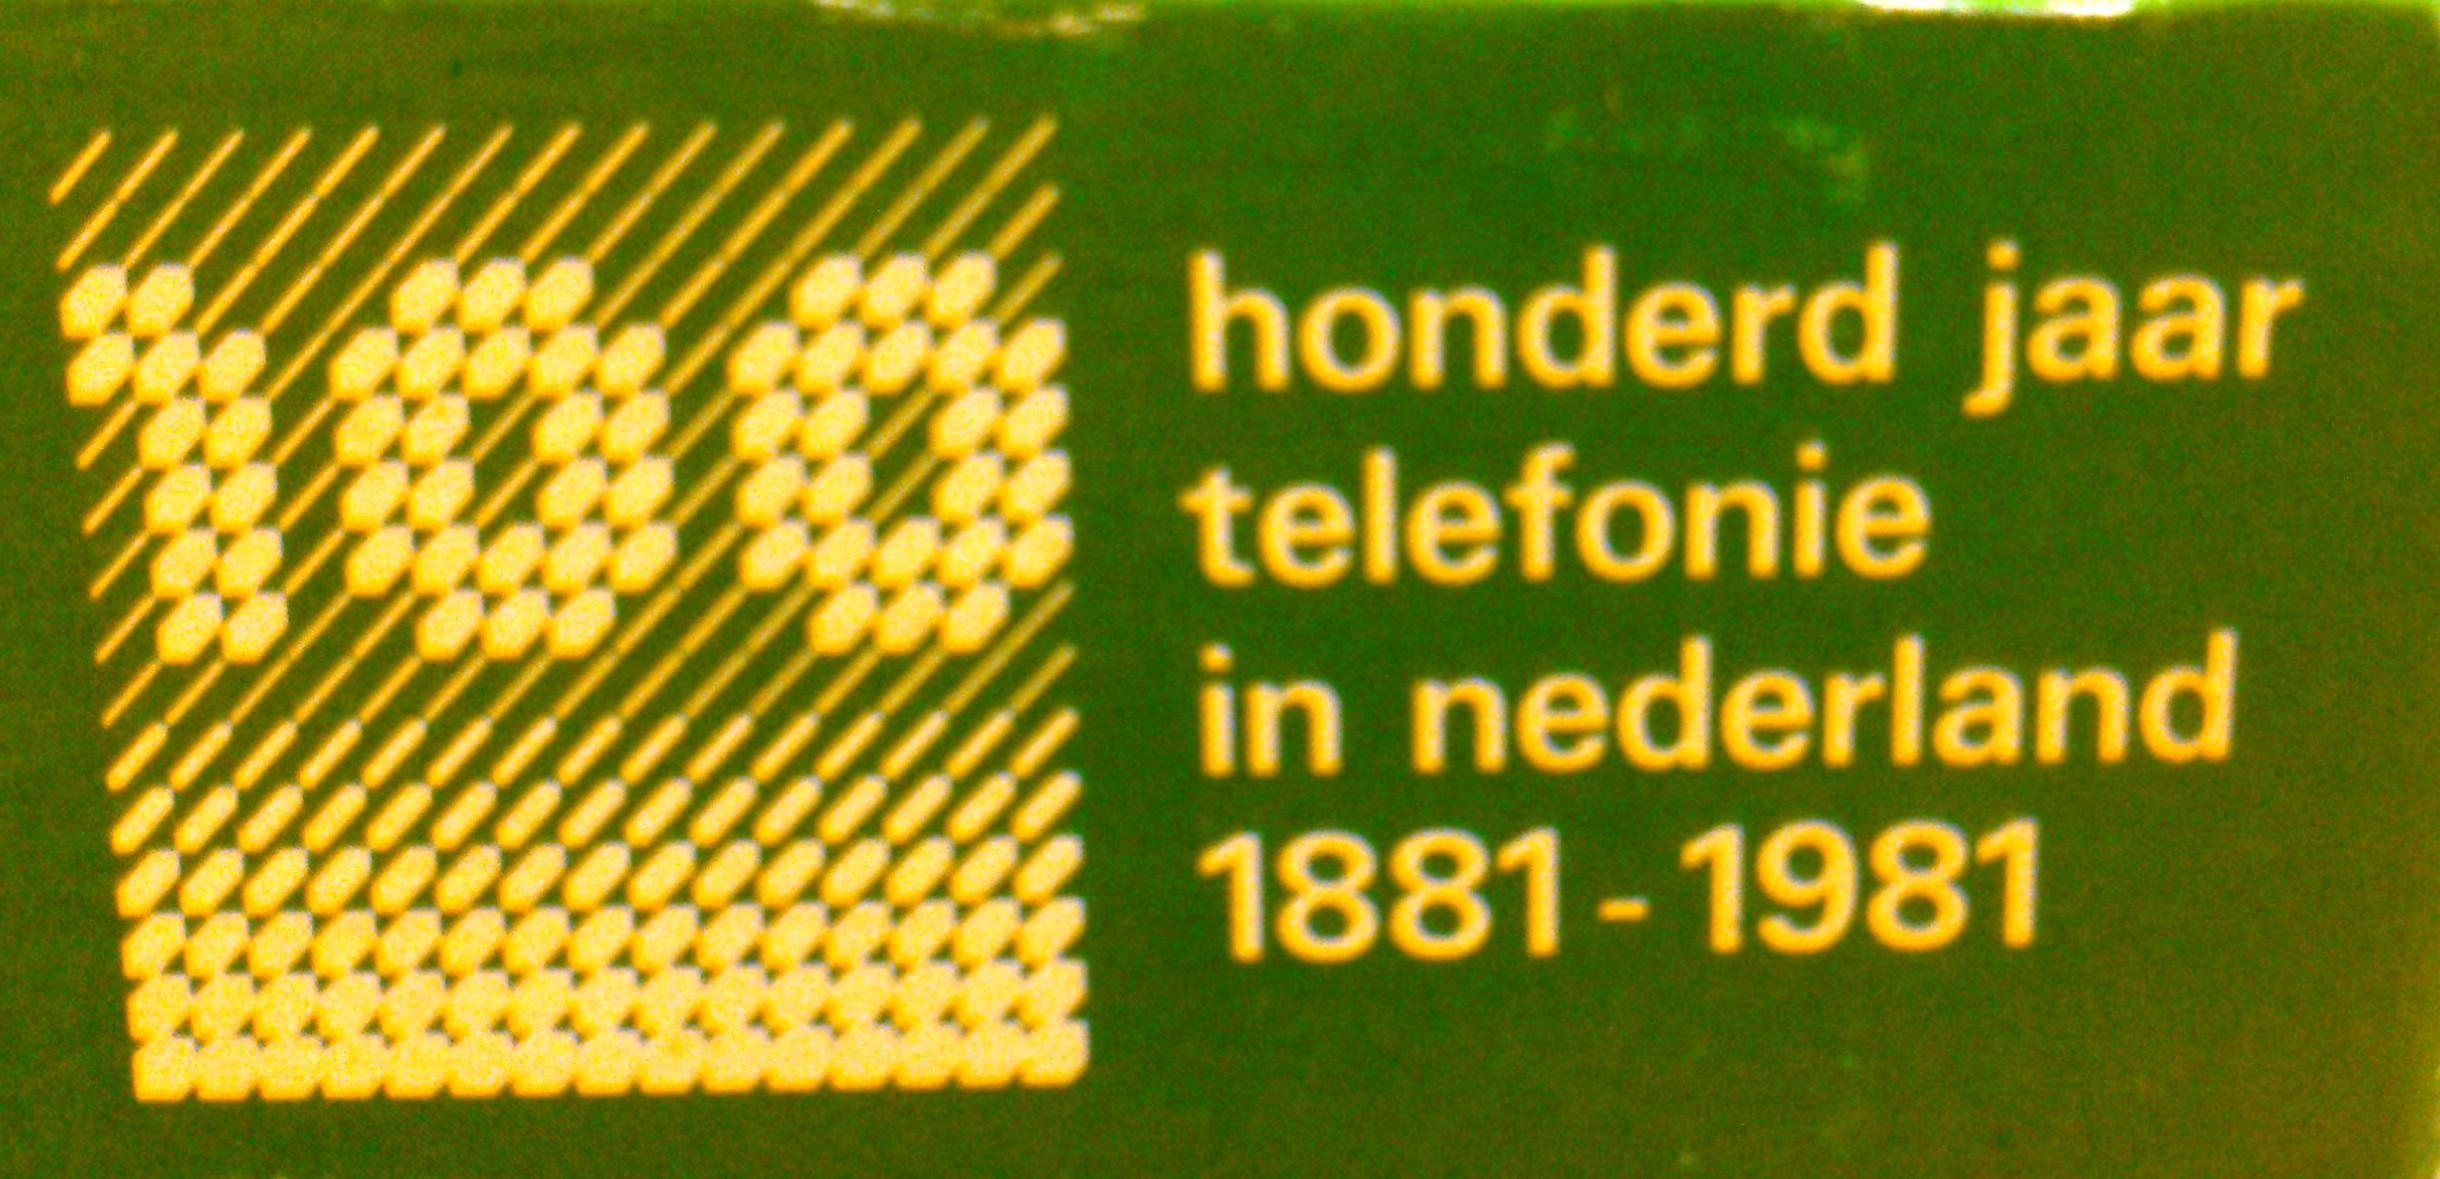 100
honderd jaar
telefonie
in nederland
1881-1981